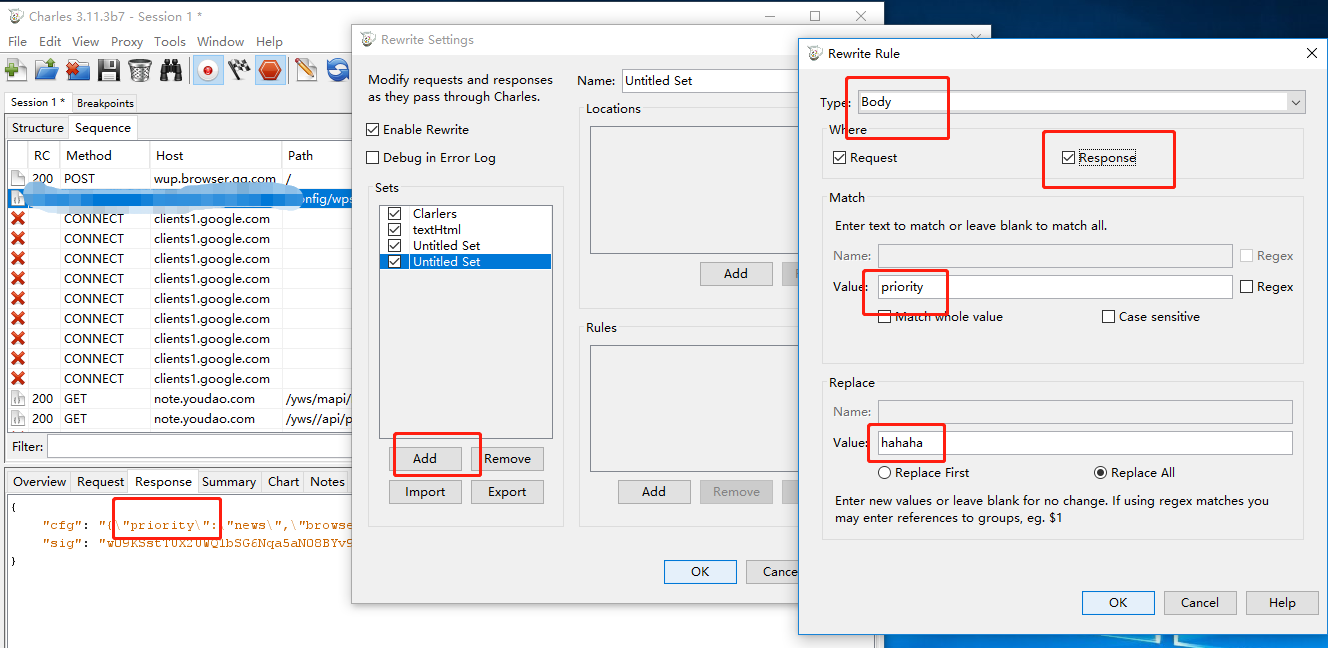 Charles 3.11.3b7 - Session 1 *
File Edit View Proxy Tools Window Help
Session 1 * Breakpoints
Structure Sequence
RC Method Host Path
200 POST wup.browser.qq.com /
onfig/wps
CONNECT clients1.google.com
CONNECT clients1.google.com
CONNECT clients1.google.com
CONNECT clients1.google.com
CONNECT clients1.google.com
CONNECT clients1.google.com
CONNECT clients1.google.com
CONNECT clients1.google.com
CONNECT clients1.google.com
200 GET note.youdao.com /yws/mapi/
200 GET note.youdao.com /yws//api/p
Filter:
Overview Request Response Summary Chart Notes
{
"cfg": "{\"priority\":\"news\",\"browse
"sig":
}
Rewrite Settings
Modify requests and responses
as they pass through Charles.
Enable Rewrite
Debug in Error Log
Sets
Clarlers
textHtml
Untitled Set
Untitled Set
Add Remove
Import Export
Name: Untitled Set
Locations
Add
Rules
Add Remove
OK Cance
Rewrite Rule
Type: Body
Where
Request Response
Match
Enter text to match or leave blank to match all.
Name: Regex
Value: priority Regex
Match whole value Case sensitive
Replace
Name:
Value: hahaha
Replace First Replace All
Enter new values or leave blank for no change. If using regex matches you
may enter references to groups, eg. $1
OK Cancel Help